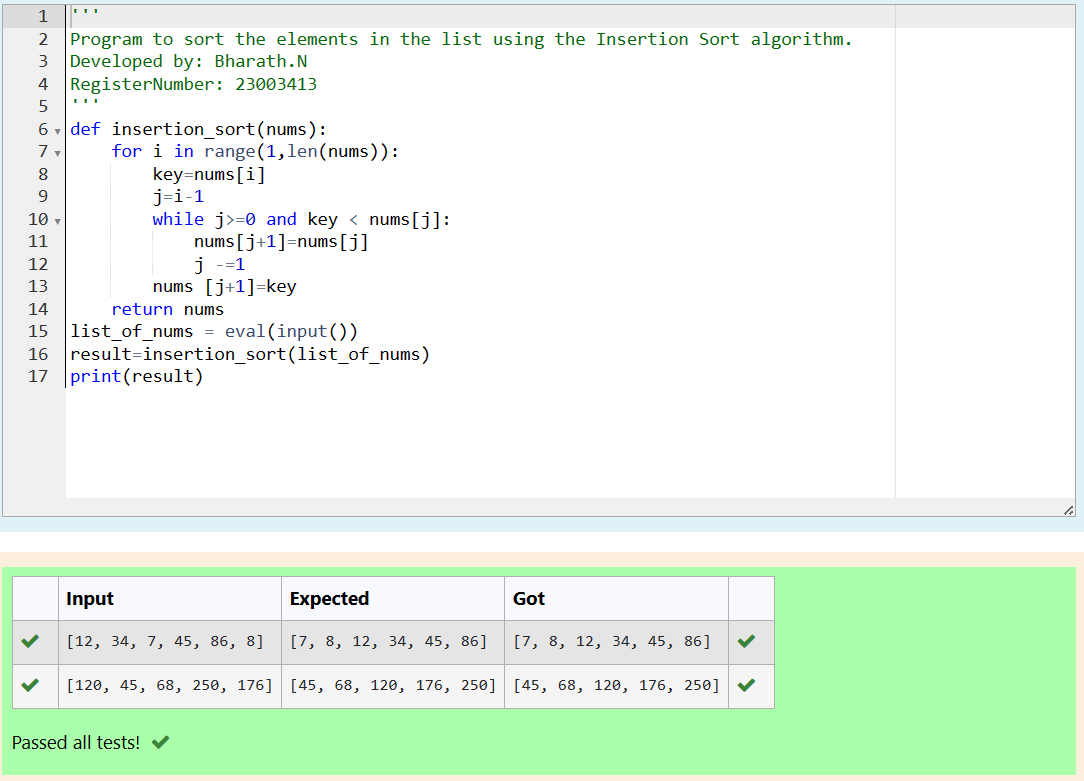 1 '''
2 Program to sort the elements in the list using the Insertion Sort algorithm.
3 Developed by: Bharath.N
4 RegisterNumber: 23003413
5 '''
6 def insertion_sort(nums):
7     for i in range(1,len(nums)):
8         key=nums[i]
9         j=i-1
10         while j>=0 and key < nums[j]:
11             nums[j+1]=nums[j]
12             j -=1
13         nums [j+1]=key
14     return nums
15 list_of_nums = eval(input())
16 result=insertion_sort(list_of_nums)
17 print(result)
Input Expected Got
[12, 34, 7, 45, 86, 8] [7, 8, 12, 34, 45, 86] [7, 8, 12, 34, 45, 86]
[120, 45, 68, 250, 176] [45, 68, 120, 176, 250] [45, 68, 120, 176, 250]
Passed all tests!